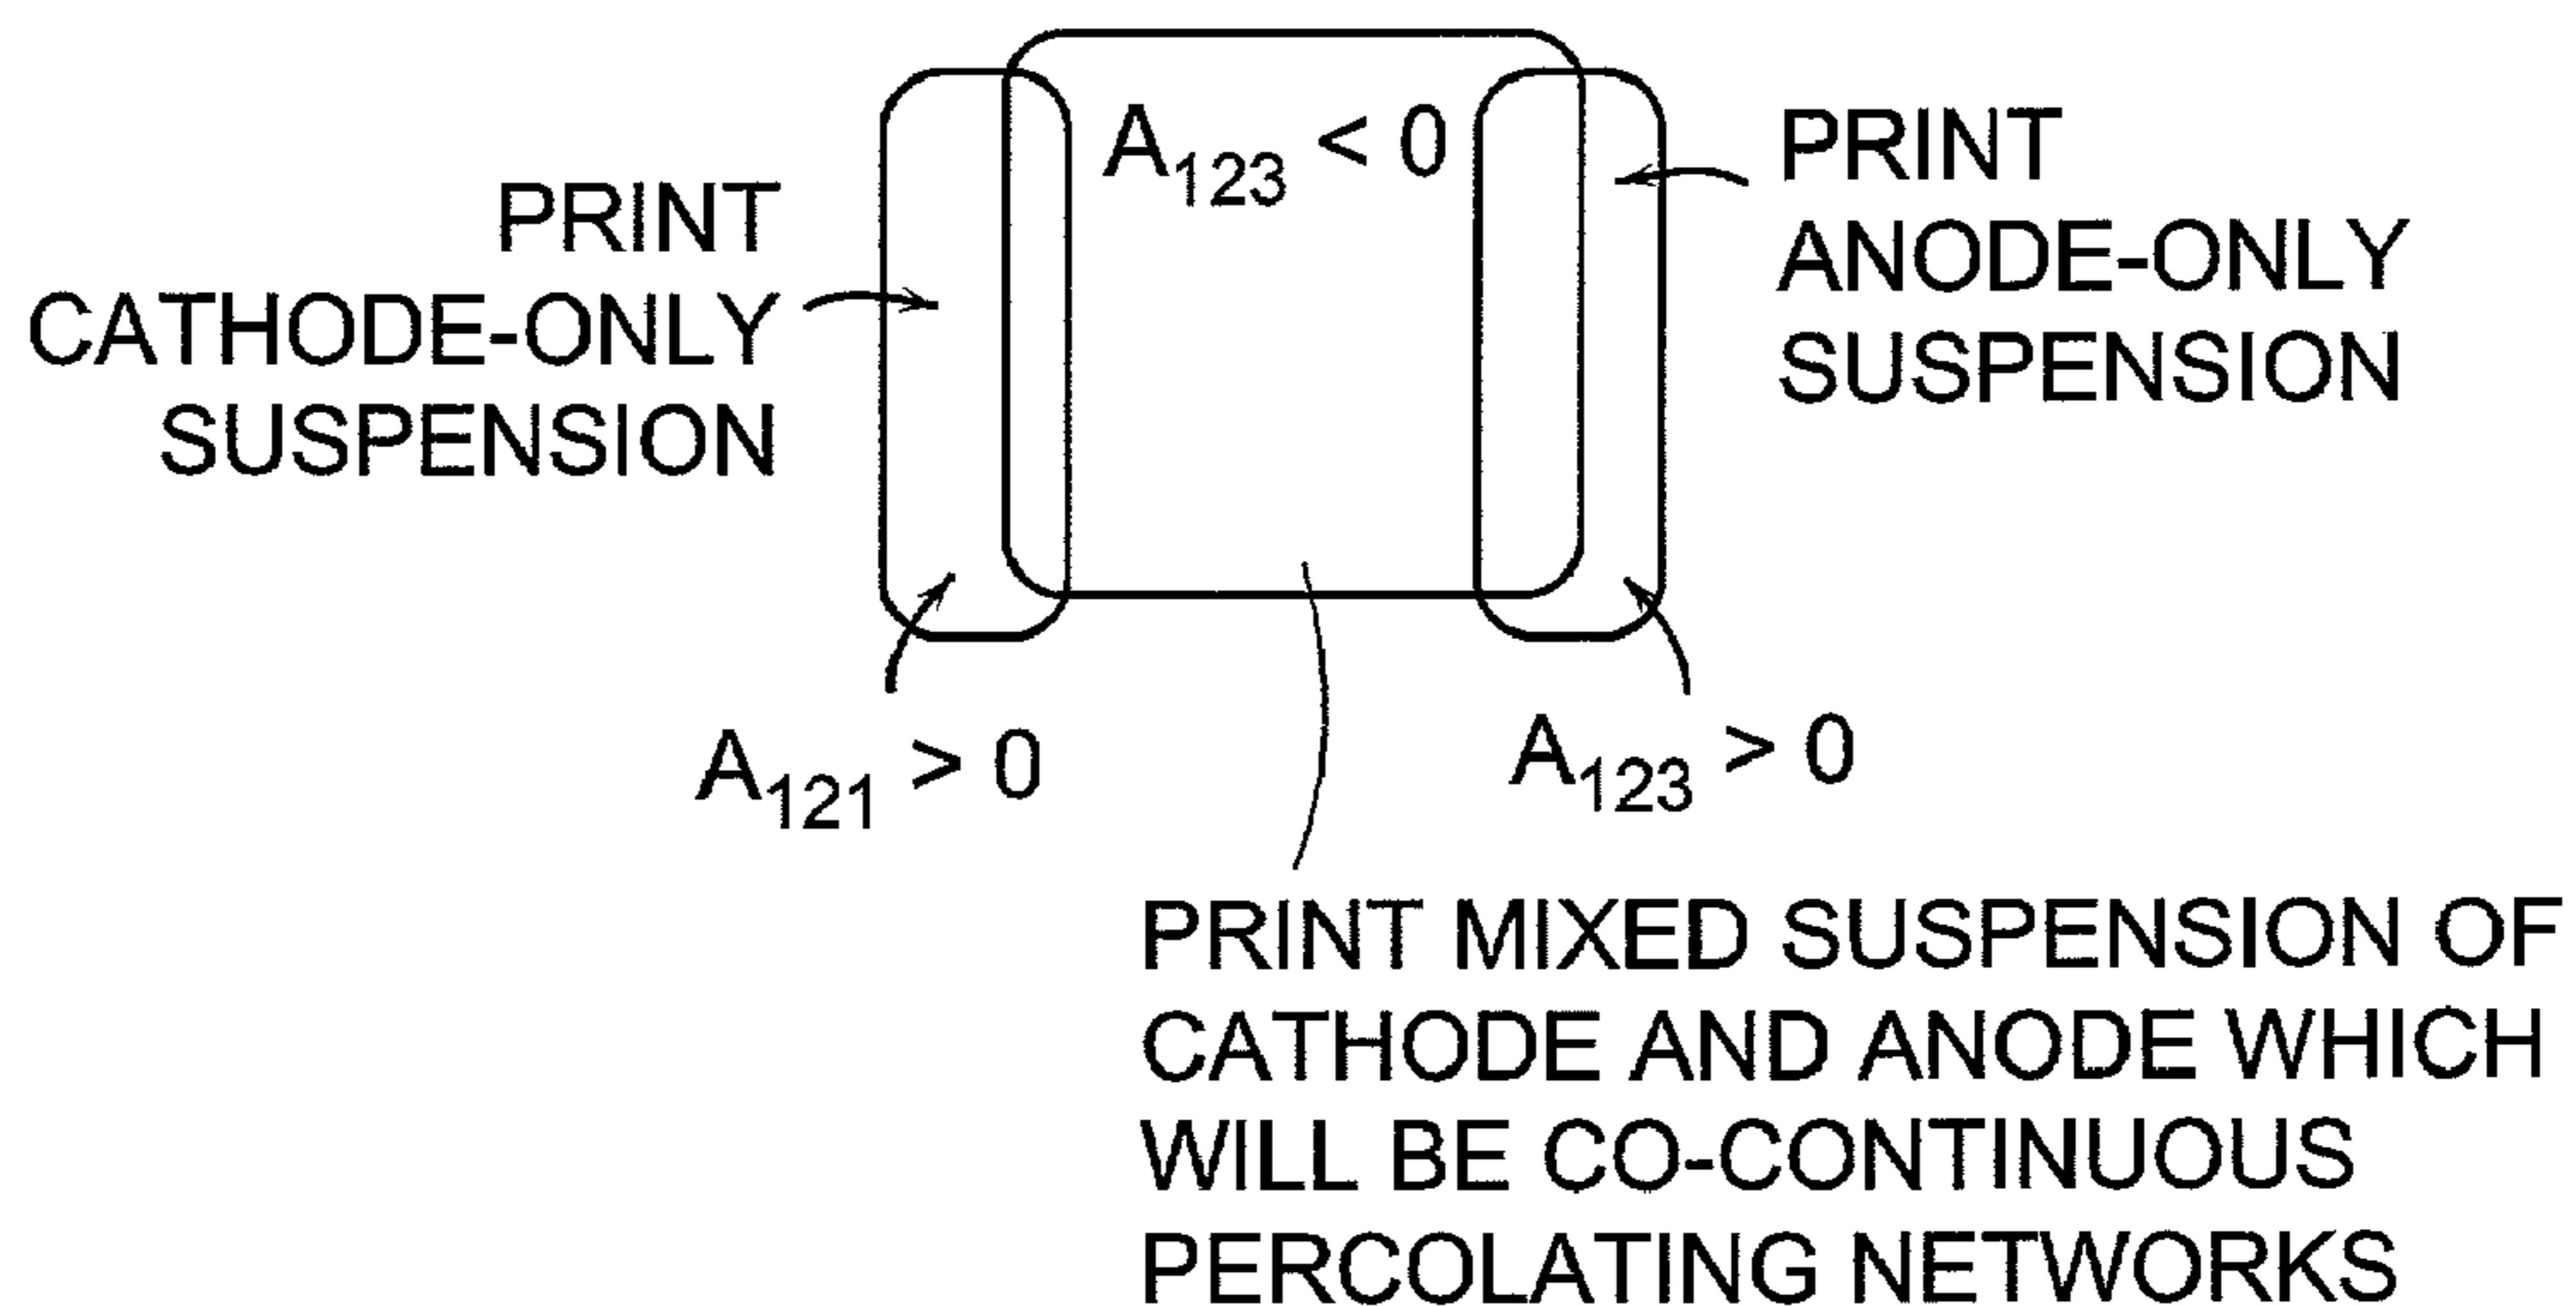 A₁₂₃ < 0
PRINT
CATHODE-ONLY
SUSPENSION
PRINT
ANODE-ONLY
SUSPENSION
A₁₂₁ > 0
A₁₂₃ > 0
PRINT MIXED SUSPENSION OF
CATHODE AND ANODE WHICH
WILL BE CO-CONTINUOUS
PERCOLATING NETWORKS